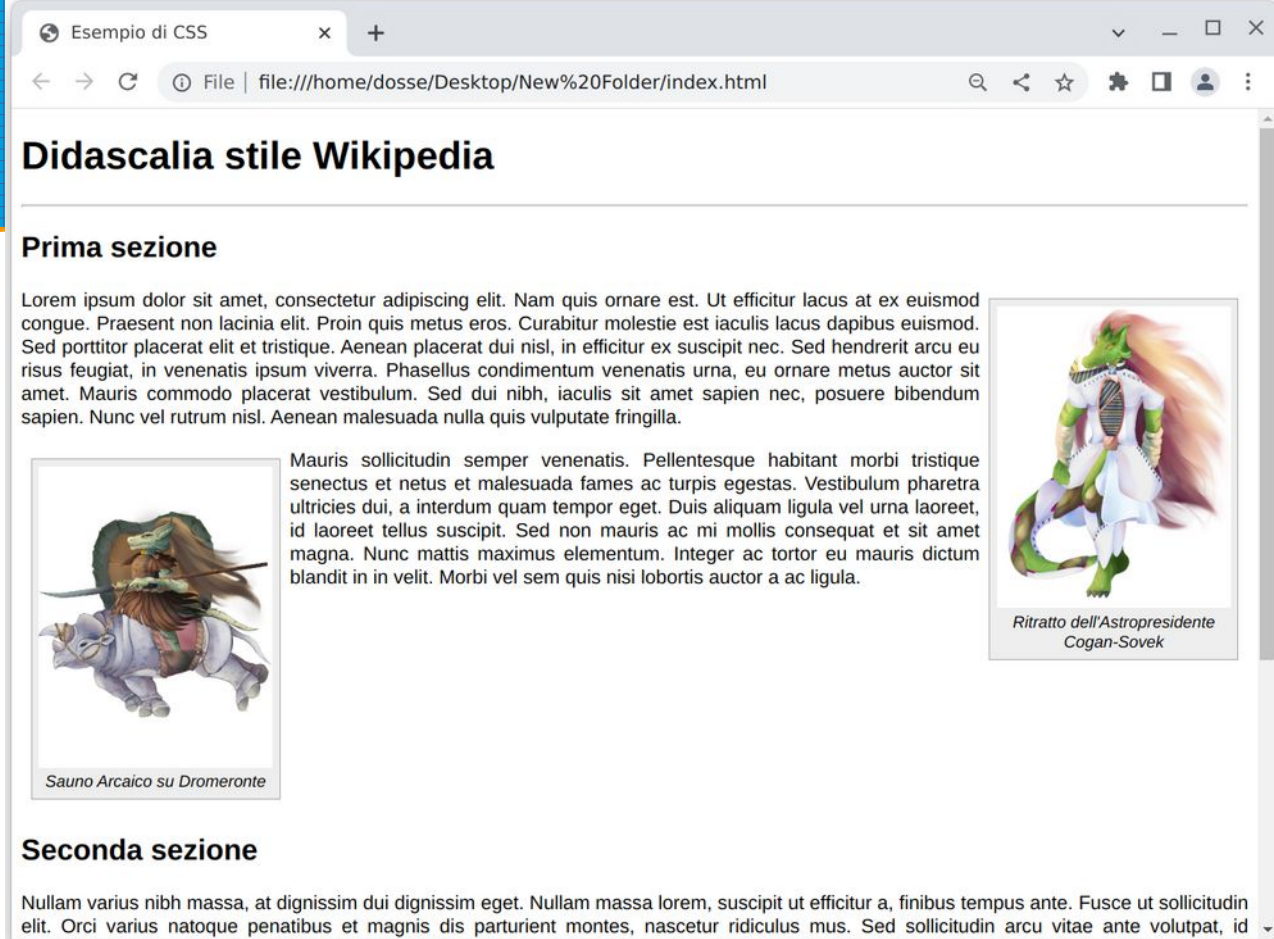 Esempio di CSS
File | file:///home/dosse/Desktop/New%20Folder/index.html
Didascalia stile Wikipedia
Prima sezione
Lorem ipsum dolor sit amet, consectetur adipiscing elit. Nam quis ornare est. Ut efficitur lacus at ex euismod
congue. Praesent non lacinia elit. Proin quis metus eros. Curabitur molestie est iaculis lacus dapibus euismod.
Sed porttitor placerat elit et tristique. Aenean placerat dui nisl, in efficitur ex suscipit nec. Sed hendrerit arcu eu
risus feugiat, in venenatis ipsum viverra. Phasellus condimentum venenatis urna, eu ornare metus auctor sit
amet. Mauris commodo placerat vestibulum. Sed dui nibh, iaculis sit amet sapien nec, posuere bibendum
sapien. Nunc vel rutrum nisl. Aenean malesuada nulla quis vulputate fringilla.
Ritratto dell'Astropresidente
Cogan-Sovek
Mauris sollicitudin semper venenatis. Pellentesque habitant morbi tristique
senectus et netus et malesuada fames ac turpis egestas. Vestibulum pharetra
ultricies dui, a interdum quam tempor eget. Duis aliquam ligula vel urna laoreet,
id laoreet tellus suscipit. Sed non mauris ac mi mollis consequat et sit amet
magna. Nunc mattis maximus elementum. Integer ac tortor eu mauris dictum
blandit in in velit. Morbi vel sem quis nisi lobortis auctor a ac ligula.
Sauno Arcaico su Dromeronte
Seconda sezione
Nullam varius nibh massa, at dignissim dui dignissim eget. Nullam massa lorem, suscipit ut efficitur a, finibus tempus ante. Fusce ut sollicitudin
elit. Orci varius natoque penatibus et magnis dis parturient montes, nascetur ridiculus mus. Sed sollicitudin arcu vitae ante volutpat, id